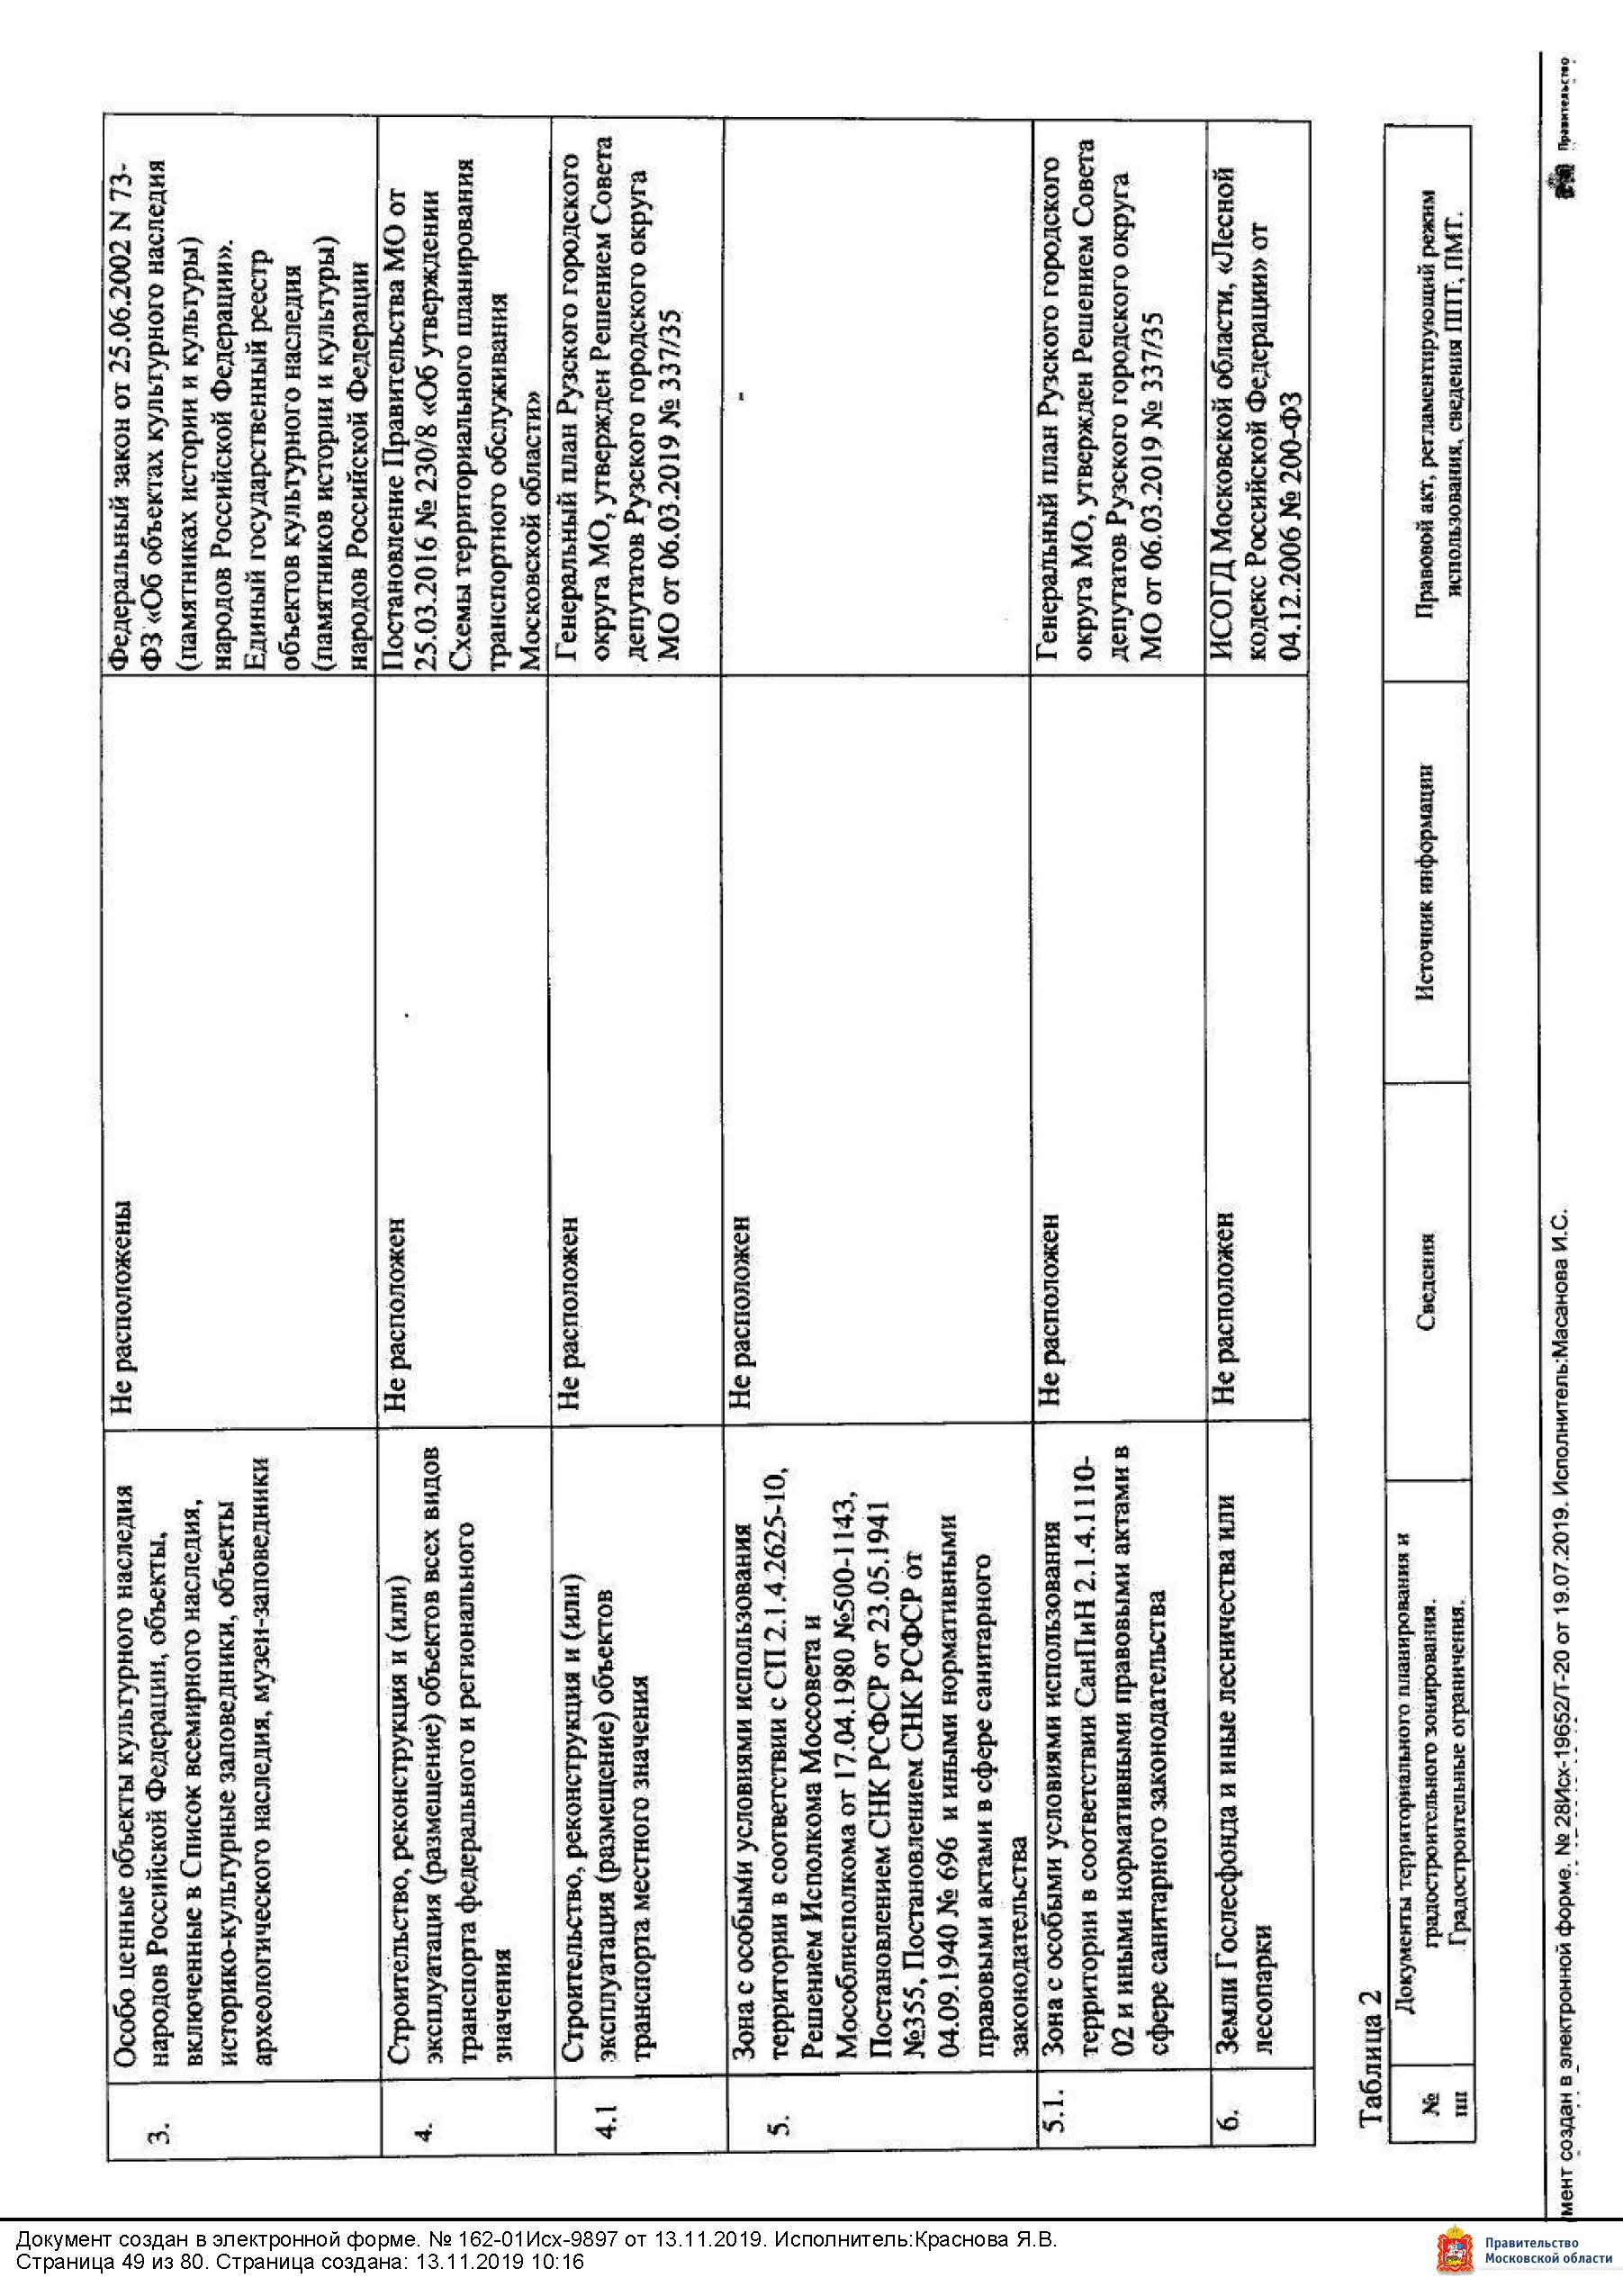 3.
Особо ценные объекты культурного наследия
народов Российской Федерации, объекты,
включенные в Список всемирного наследия,
историко-культурные заповедники, объекты
археологического наследия, музеи-заповедники
Не расположены
Федеральный закон от 25.06.2002 N 73-
ФЗ «Об объектах культурного наследия
(памятниках истории и культуры)
народов Российской Федерации».
Единый государственный реестр
объектов культурного наследия
(памятников истории и культуры)
народов Российской Федерации
4.
Строительство, реконструкция и (или)
эксплуатация (размещение) объектов всех видов
транспорта федерального и регионального
значения
Не расположен
Постановление Правительства МО от
25.03.2016 № 230/8 «Об утверждении
Схемы территориального планирования
транспортного обслуживания
Московской области»
4.1
Строительство, реконструкция и (или)
эксплуатация (размещение) объектов
транспорта местного значения
Не расположен
Генеральный план Рузского городского
округа МО, утвержден Решением Совета
депутатов Рузского городского округа
МО от 06.03.2019 № 337/35
5.
Зона с особыми условиями использования
территории в соответствии с СП 2.1.4.2625-10,
Решением Исполкома Моссовета и
Мособлисполкома от 17.04.1980 №500-1143,
Постановлением СНК РСФСР от 23.05.1941
№355, Постановлением СНК РСФСР от
04.09.1940 № 696 и иными нормативными
правовыми актами в сфере санитарного
законодательства
Не расположен
-
5.1.
Зона с особыми условиями использования
территории в соответствии СанПиН 2.1.4.1110-
02 и иными нормативными правовыми актами в
сфере санитарного законодательства
Не расположен
Генеральный план Рузского городского
округа МО, утвержден Решением Совета
депутатов Рузского городского округа
МО от 06.03.2019 № 337/35
6.
Земли Гослесфонда и иные лесничества или
лесопарки
Не расположен
ИСОГД Московской области, «Лесной
кодекс Российской Федерации» от
04.12.2006 № 200-ФЗ
Таблица 2
№
пп
Документы территориального планирования и
градостроительного зонирования.
Градостроительные ограничения.
Сведения
Источник информации
Правовой акт, регламентирующий режим
использования, сведения ППТ, ПМТ.
мент создан в электронной форме. № 28Исх-19652/Т-20 от 19.07.2019. Исполнитель:Масанова И.С.
Правительство
Документ создан в электронной форме. № 162-01Исх-9897 от 13.11.2019. Исполнитель:Краснова Я.В.
Страница 49 из 80. Страница создана: 13.11.2019 10:16
Правительство
Московской области